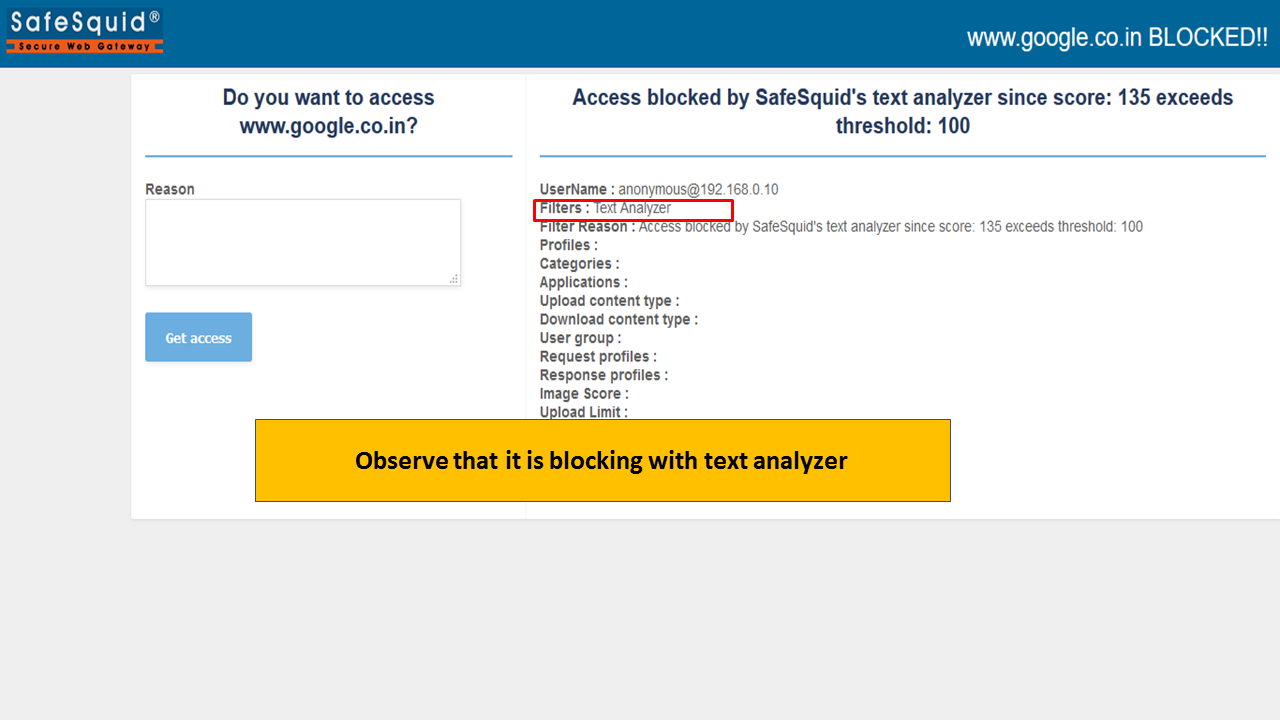 SafeSquid®
Secure Web Gateway
www.google.co.in BLOCKED!!
Do you want to access
www.google.co.in?
Reason
Get access
Access blocked by SafeSquid's text analyzer since score: 135 exceeds
threshold: 100
UserName : anonymous@192.168.0.10
Filters : Text Analyzer
Filter Reason : Access blocked by SafeSquid's text analyzer since score: 135 exceeds threshold: 100
Profiles :
Categories :
Applications :
Upload content type :
Download content type :
User group :
Request profiles :
Response profiles :
Image Score :
Upload Limit :
Observe that it is blocking with text analyzer